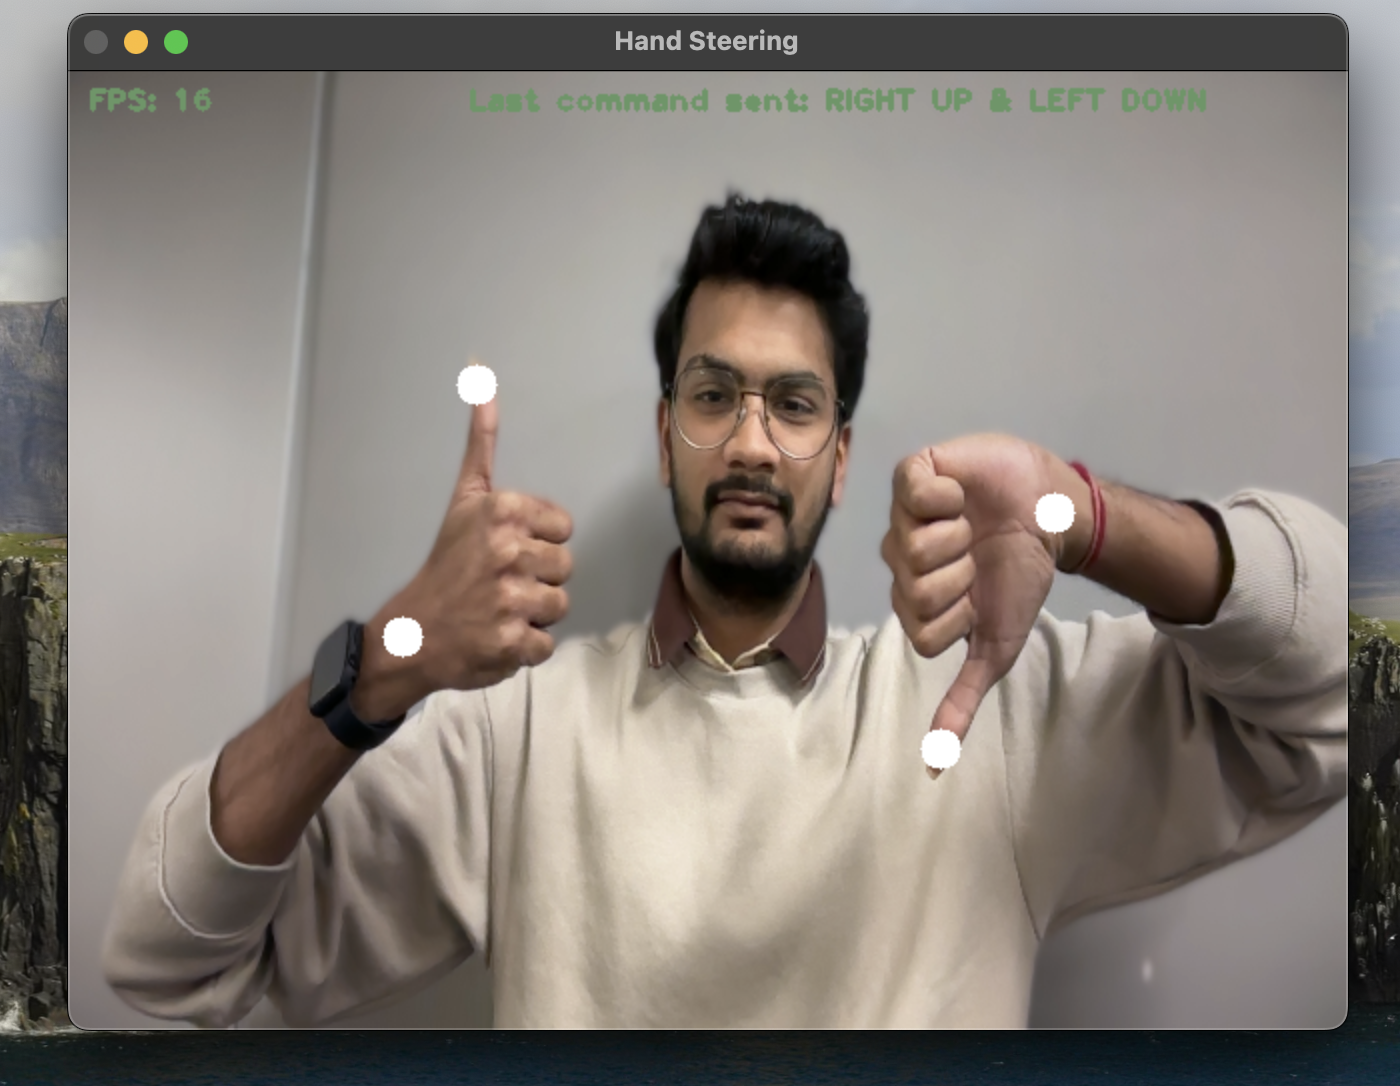 Hand Steering
FPS: 16
Last command sent: RIGHT UP & LEFT DOWN